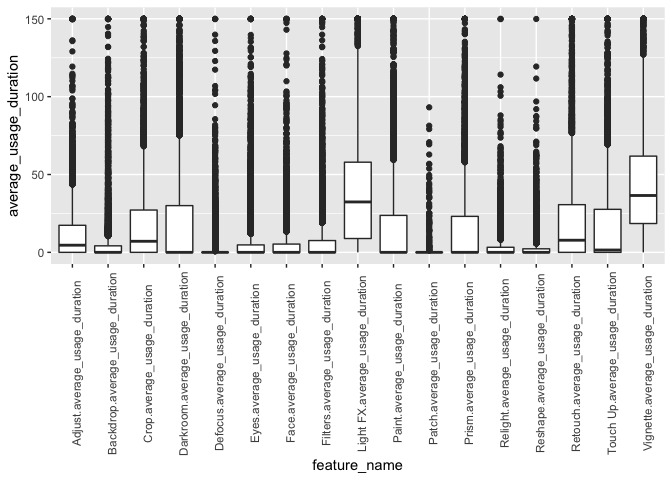 average_usage_duration
150
100
50
0
Adjust.average_usage_duration
Backdrop.average_usage_duration
Crop.average_usage_duration
Darkroom.average_usage_duration
Defocus.average_usage_duration
Eyes.average_usage_duration
Face.average_usage_duration
Filters.average_usage_duration
Light FX.average_usage_duration
Paint.average_usage_duration
Patch.average_usage_duration
Prism.average_usage_duration
Relight.average_usage_duration
Reshape.average_usage_duration
Retouch.average_usage_duration
Touch Up.average_usage_duration
Vignette.average_usage_duration
feature_name